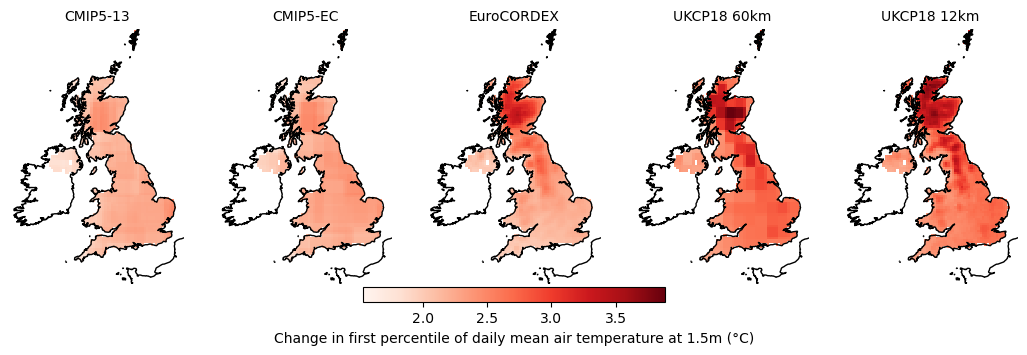 CMIP5-13 CMIP5-EC EuroCORDEX UKCP18 60km UKCP18 12km
2.0 2.5 3.0 3.5
Change in first percentile of daily mean air temperature at 1.5m (°C)